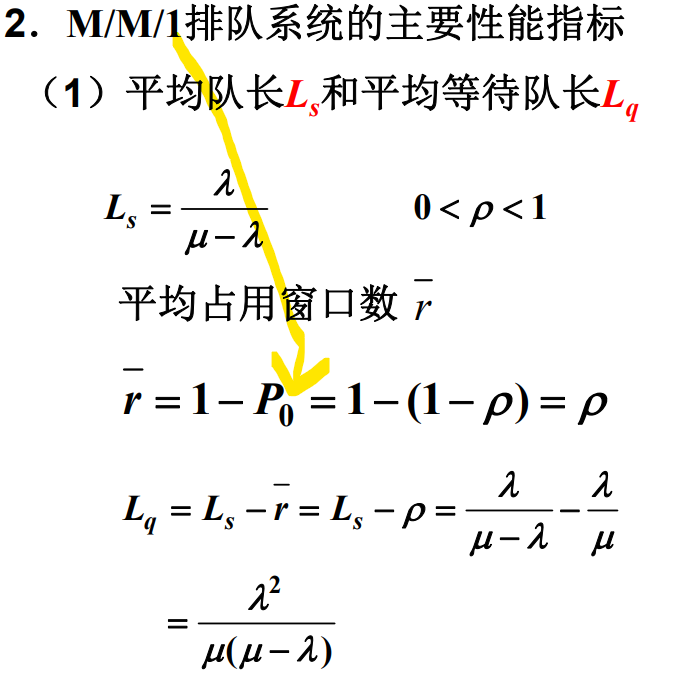 2. M/M/1排队系统的主要性能指标
（1）平均队长Lₛ和平均等待队长L_q
Lₛ = λ/(μ − λ)    0 < ρ < 1
平均占用窗口数 r̄
r̄ = 1 − P₀ = 1 − (1 − ρ) = ρ
L_q = Lₛ − r̄ = Lₛ − ρ = λ/(μ − λ) − λ/μ
= λ²/(μ(μ − λ))